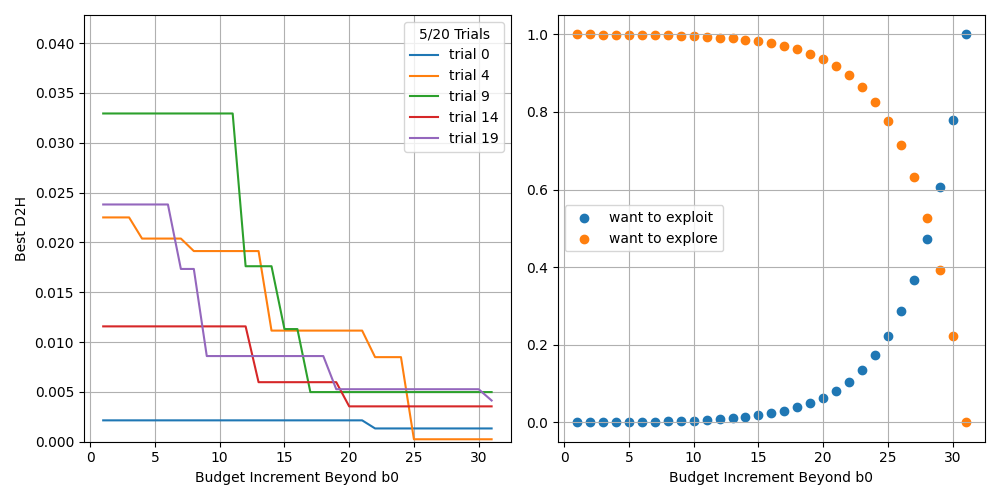 5/20 Trials
trial 0
trial 4
trial 9
trial 14
trial 19
Best D2H
0.040
0.035
0.030
0.025
0.020
0.015
0.010
0.005
0.000
0 5 10 15 20 25 30
Budget Increment Beyond b0
1.0
0.8
0.6
0.4
0.2
0.0
want to exploit
want to explore
0 5 10 15 20 25 30
Budget Increment Beyond b0